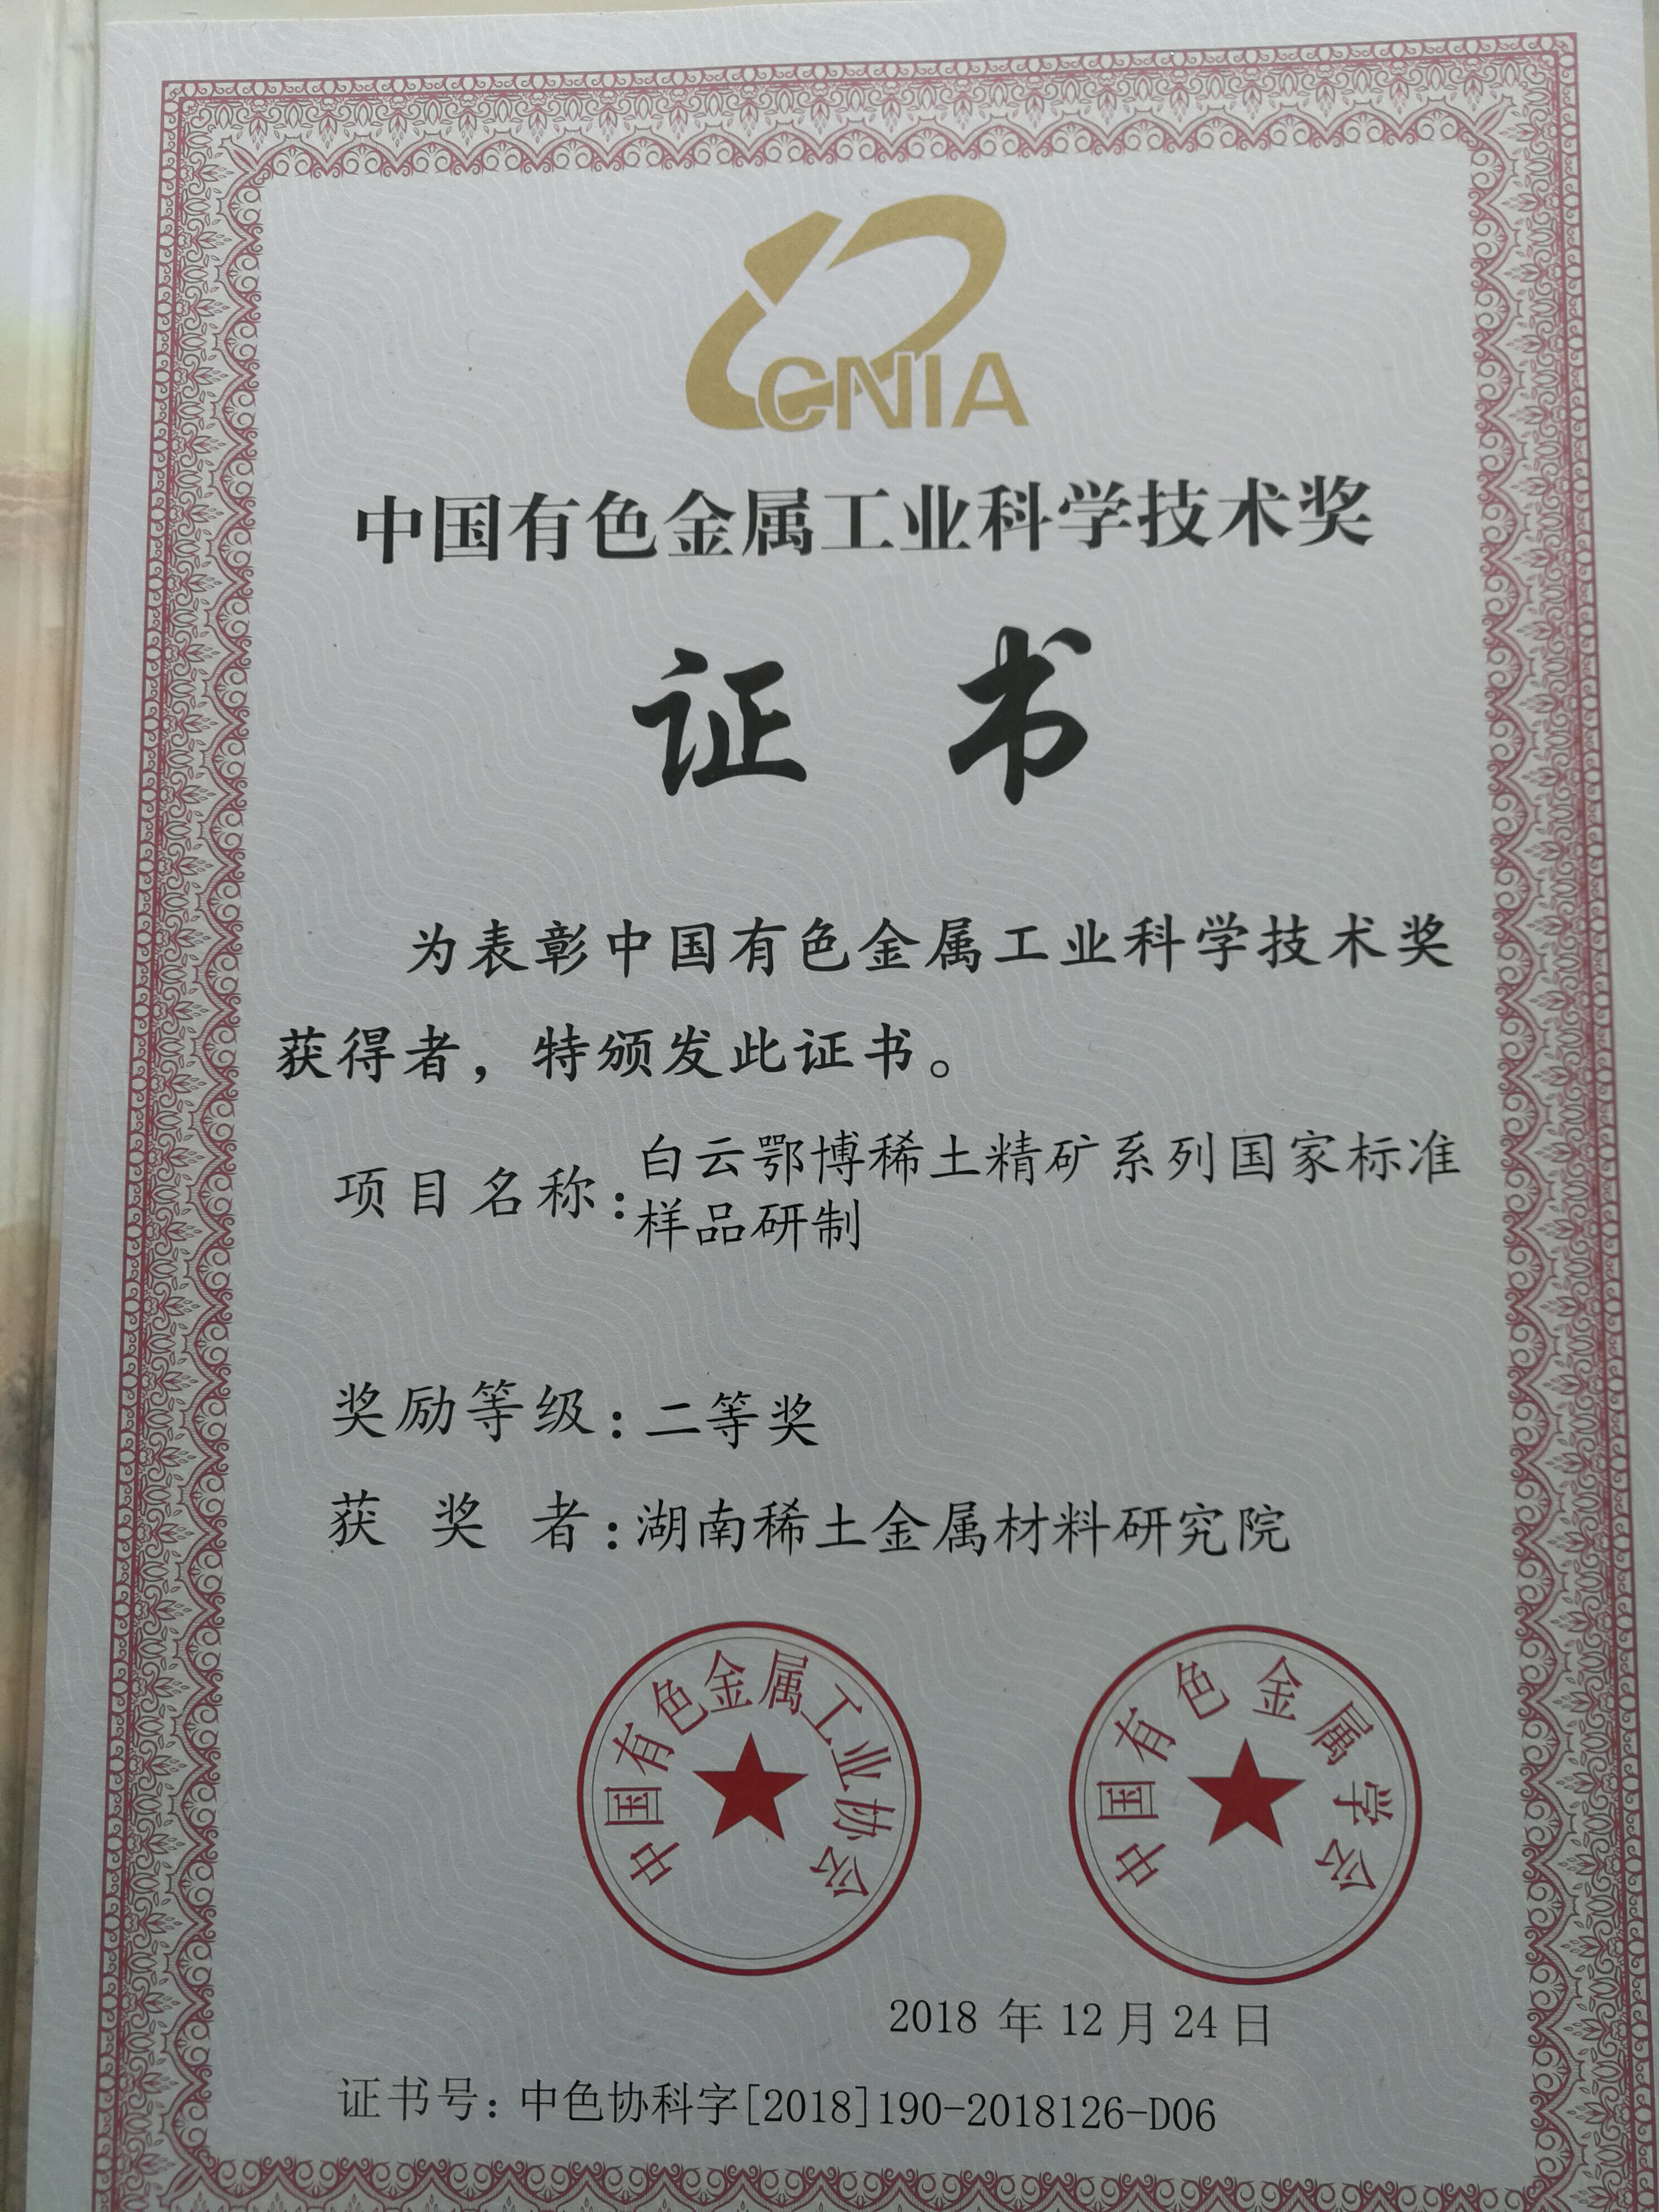 CNIA
中国有色金属工业科学技术奖
证 书
为表彰中国有色金属工业科学技术奖
获得者，特颁发此证书。
项目名称：白云鄂博稀土精矿系列国家标准
样品研制
奖励等级：二等奖
获 奖 者：湖南稀土金属材料研究院
中国有色金属工业协会
中国有色金属学会
2018 年 12 月 24 日
证书号：中色协科字[2018]190-2018126-D06